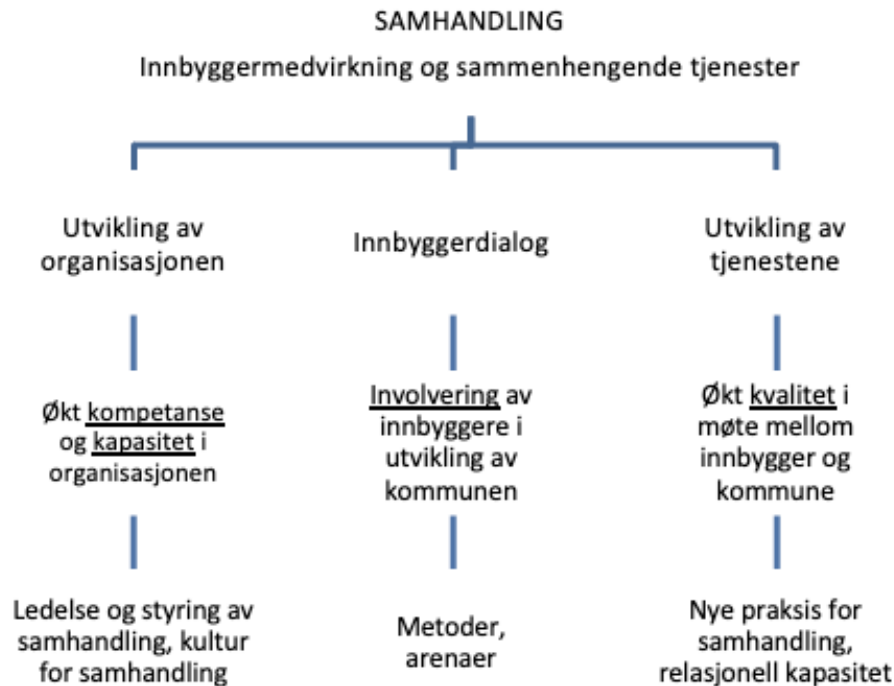 SAMHANDLING
Innbyggermedvirkning og sammenhengende tjenester
Utvikling av
organisasjonen
Innbyggerdialog
Utvikling av
tjenestene
Økt kompetanse
og kapasitet i
organisasjonen
Involvering av
innbyggere i
utvikling av
kommunen
Økt kvalitet i
møte mellom
innbygger og
kommune
Ledelse og styring av
samhandling, kultur
for samhandling
Metoder,
arenaer
Nye praksis for
samhandling,
relasjonell kapasitet